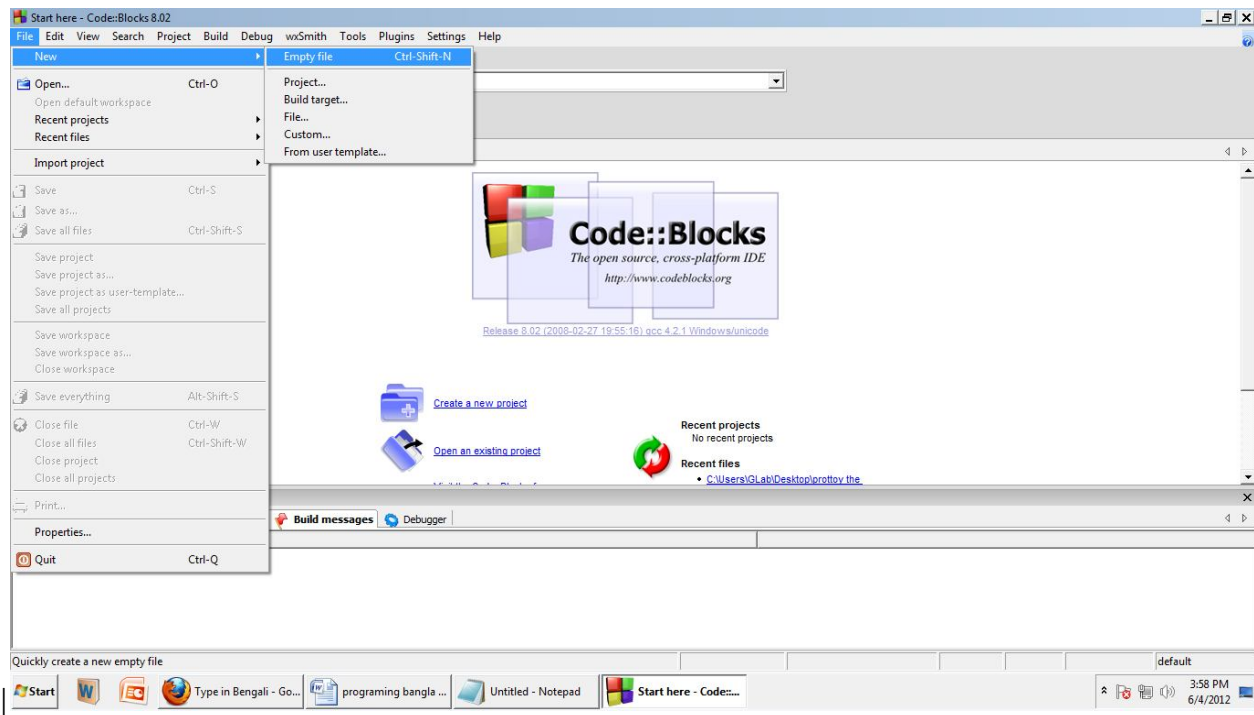 Start here - Code::Blocks 8.02
File Edit View Search Project Build Debug wxSmith Tools Plugins Settings Help
New
Empty file Ctrl-Shift-N
Project...
Build target...
File...
Custom...
From user template...
Open... Ctrl-O
Open default workspace
Recent projects
Recent files
Import project
Save Ctrl-S
Save as...
Save all files Ctrl-Shift-S
Save project
Save project as...
Save project as user-template...
Save all projects
Save workspace
Save workspace as...
Close workspace
Save everything Alt-Shift-S
Close file Ctrl-W
Close all files Ctrl-Shift-W
Close project
Close all projects
Print...
Properties...
Quit Ctrl-Q
Code::Blocks
The open source, cross-platform IDE
http://www.codeblocks.org
Release 8.02 (2008-02-27 19:55:16) gcc 4.2.1 Windows/unicode
Create a new project
Open an existing project
Recent projects
No recent projects
Recent files
C:\Users\GLab\Desktop\prottoy the
Build messages Debugger
Quickly create a new empty file
default
Start
Type in Bengali - Go...
programing bangla ...
Untitled - Notepad
Start here - Code::...
3:58 PM
6/4/2012